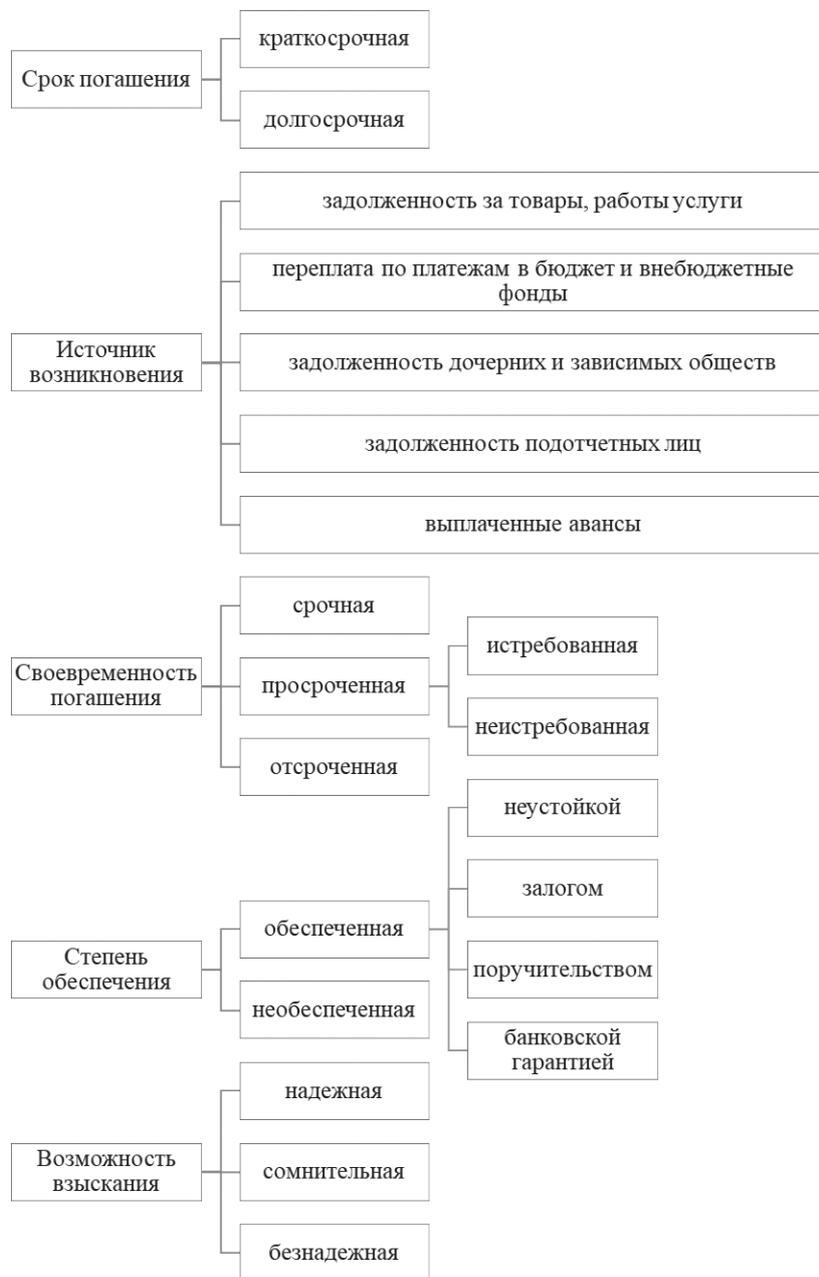 краткосрочная
Срок погашения
долгосрочная
задолженность за товары, работы услуги
переплата по платежам в бюджет и внебюджетные
фонды
Источник
возникновения
задолженность дочерних и зависимых обществ
задолженность подотчетных лиц
выплаченные авансы
срочная
Своевременность
погашения
просроченная
истребованная
неистребованная
отсроченная
Степень
обеспечения
обеспеченная
неустойкой
залогом
поручительством
банковской
гарантией
необеспеченная
Возможность
взыскания
надежная
сомнительная
безнадежная